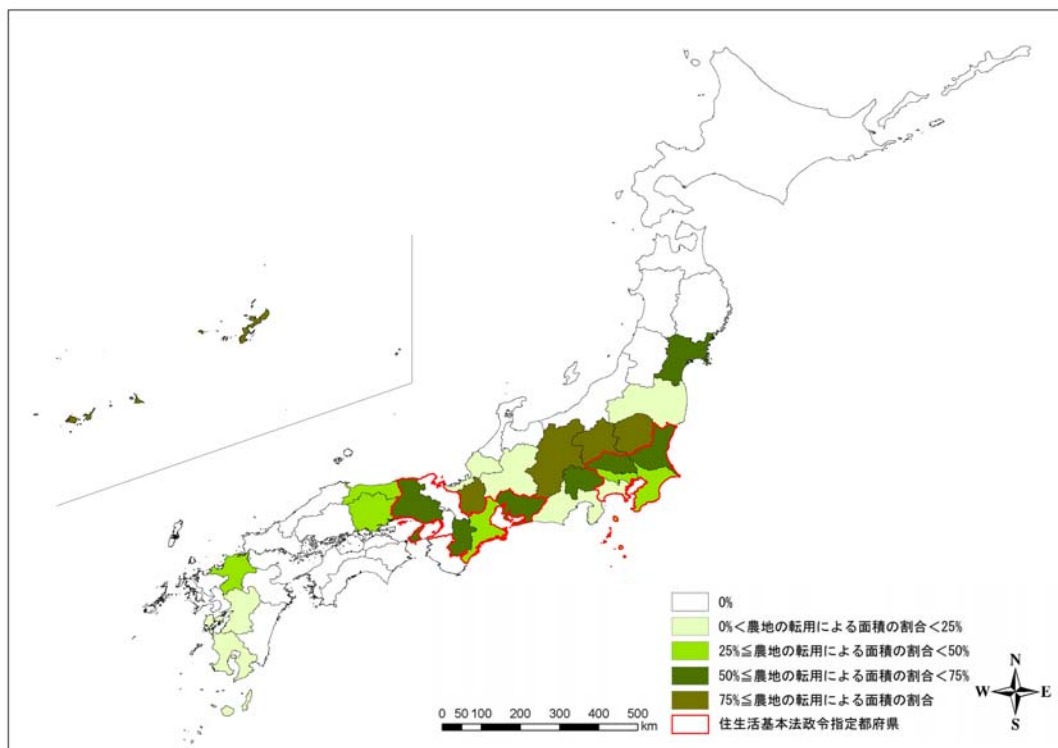 0%
0%<農地の転用による面積の割合<25%
25%≦農地の転用による面積の割合<50%
50%≦農地の転用による面積の割合<75%
75%≦農地の転用による面積の割合
住生活基本法政令指定都府県
N
W E
S
0 50 100 200 300 400 500
km